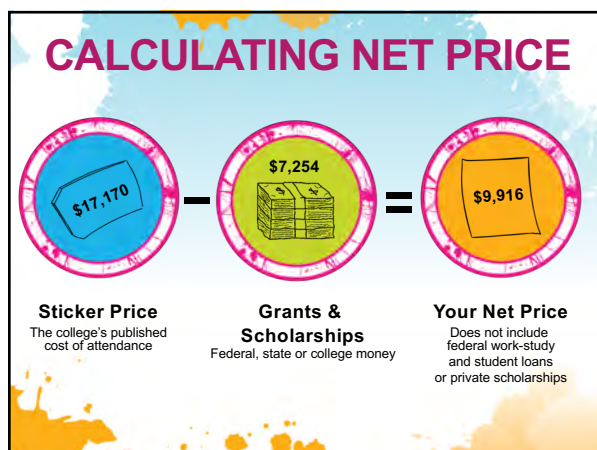 CALCULATING NET PRICE
$17,170
-
$7,254
=
$9,916
Sticker Price
The college's published
cost of attendance
Grants &
Scholarships
Federal, state or college money
Your Net Price
Does not include
federal work-study
and student loans
or private scholarships